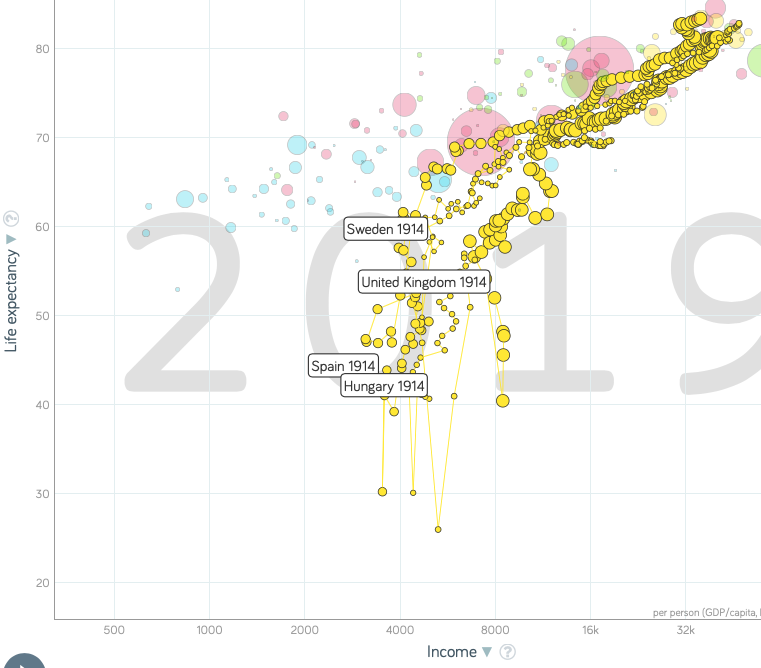 2019
80
70
60
50
40
30
20
Life expectancy ▼ ?
Sweden 1914
United Kingdom 1914
Spain 1914
Hungary 1914
per person (GDP/capita,
500
1000
2000
4000
8000
16k
32k
Income ▼ ?